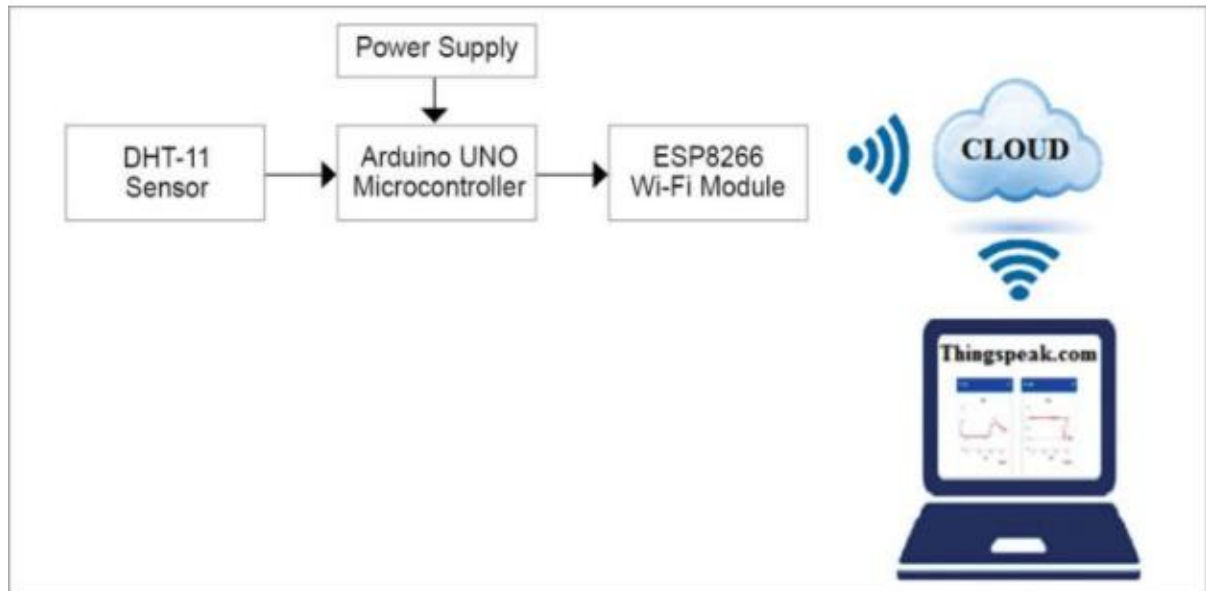 Power Supply
DHT-11
Sensor
Arduino UNO
Microcontroller
ESP8266
Wi-Fi Module
CLOUD
Thingspeak.com